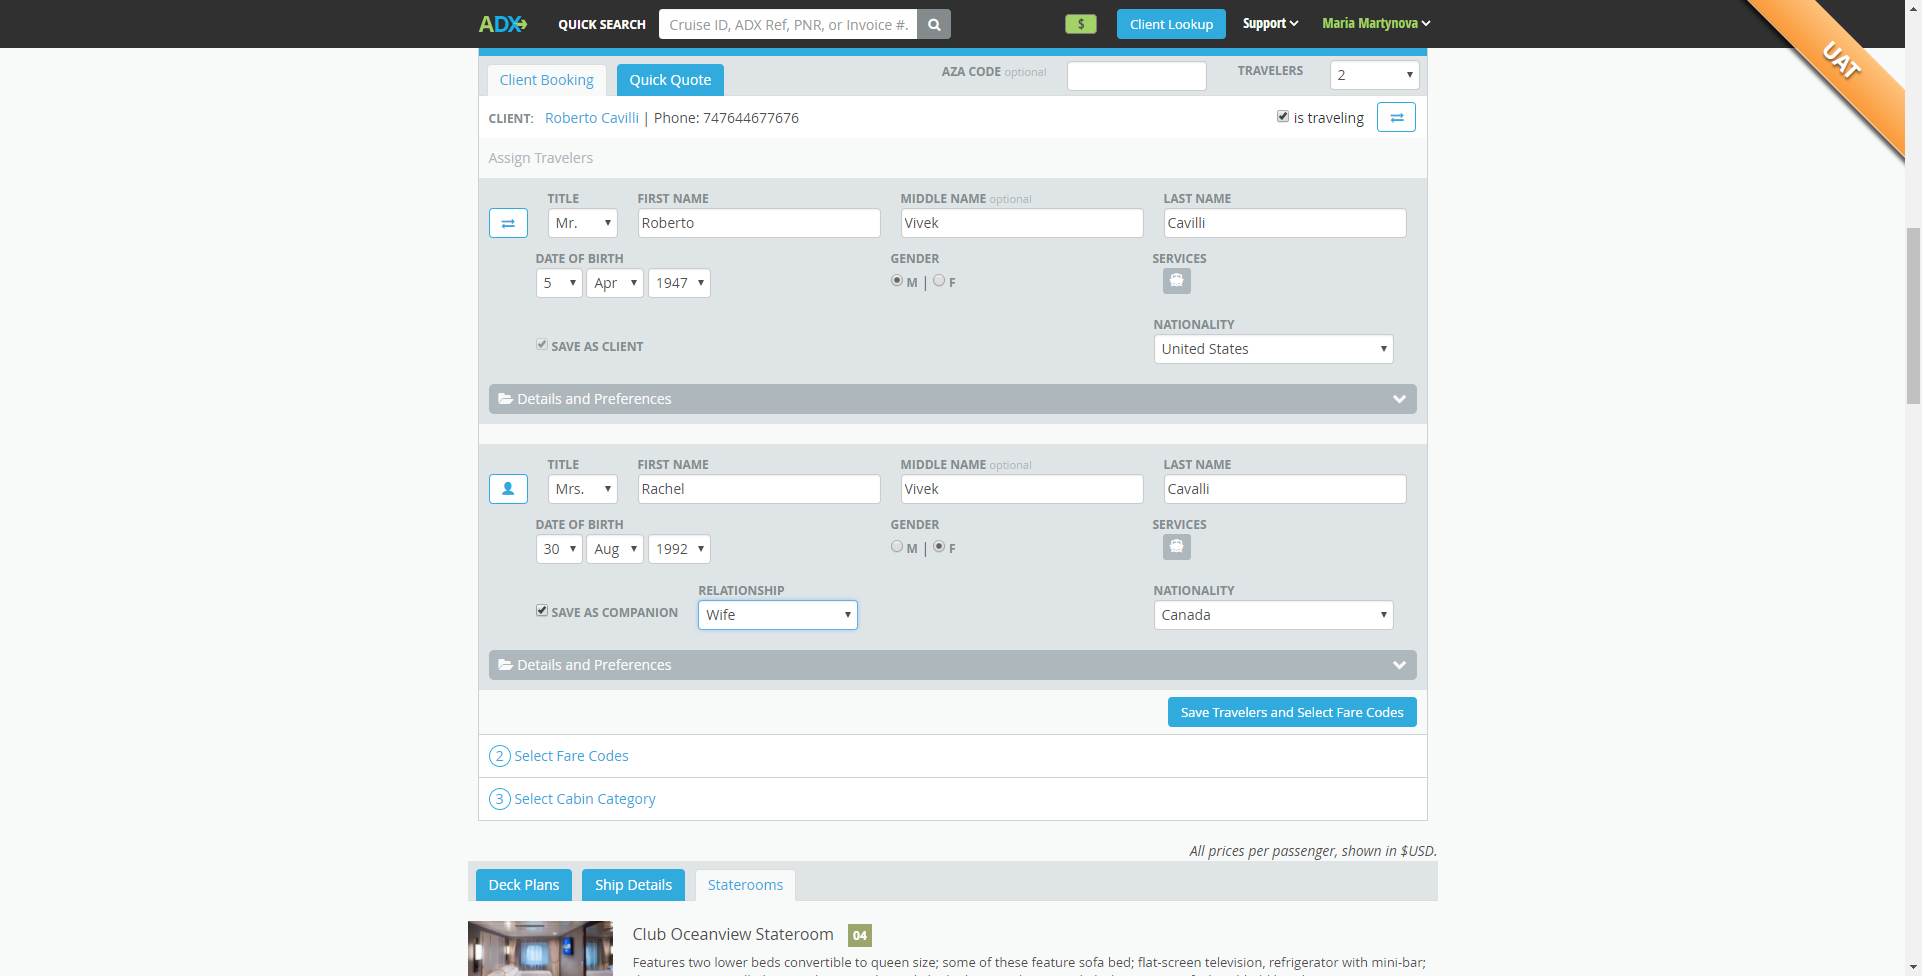 ADX QUICK SEARCH Cruise ID, ADX Ref, PNR, or Invoice #. $ Client Lookup Support Maria Martynova
UAT
Client Booking Quick Quote AZA CODE optional TRAVELERS 2
CLIENT: Roberto Cavilli | Phone: 747644677676 is traveling
Assign Travelers
TITLE FIRST NAME MIDDLE NAME optional LAST NAME
Mr. Roberto Vivek Cavilli
DATE OF BIRTH GENDER SERVICES
5 Apr 1947 M | F
NATIONALITY
SAVE AS CLIENT United States
Details and Preferences
TITLE FIRST NAME MIDDLE NAME optional LAST NAME
Mrs. Rachel Vivek Cavalli
DATE OF BIRTH GENDER SERVICES
30 Aug 1992 M | F
RELATIONSHIP NATIONALITY
SAVE AS COMPANION Wife Canada
Details and Preferences
Save Travelers and Select Fare Codes
2 Select Fare Codes
3 Select Cabin Category
All prices per passenger, shown in $USD.
Deck Plans Ship Details Staterooms
Club Oceanview Stateroom 04
Features two lower beds convertible to queen size; some of these feature sofa bed; flat-screen television, refrigerator with mini-bar;